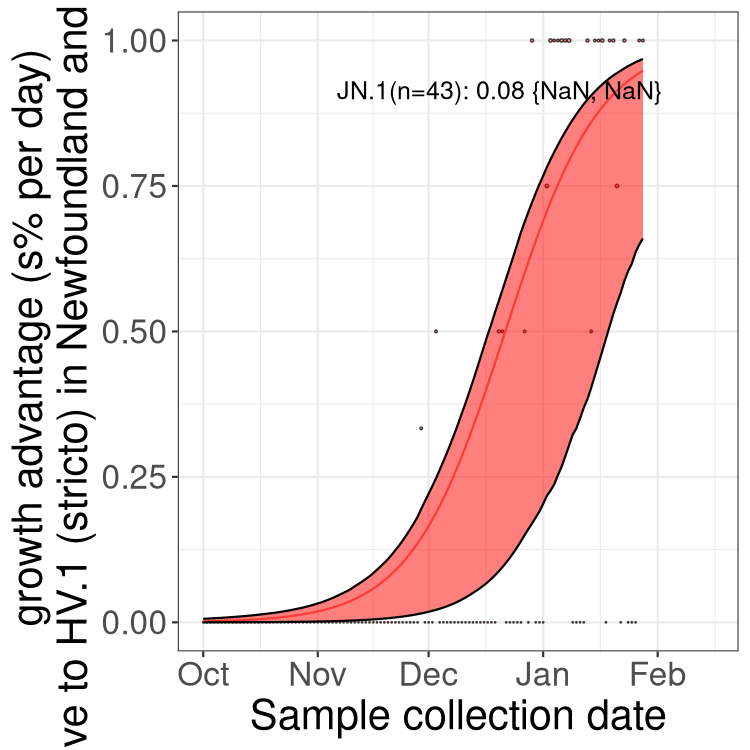 growth advantage (s% per day)
ve to HV.1 (stricto) in Newfoundland and
1.00
0.75
0.50
0.25
0.00
JN.1(n=43): 0.08 {NaN, NaN}
Oct Nov Dec Jan Feb
Sample collection date